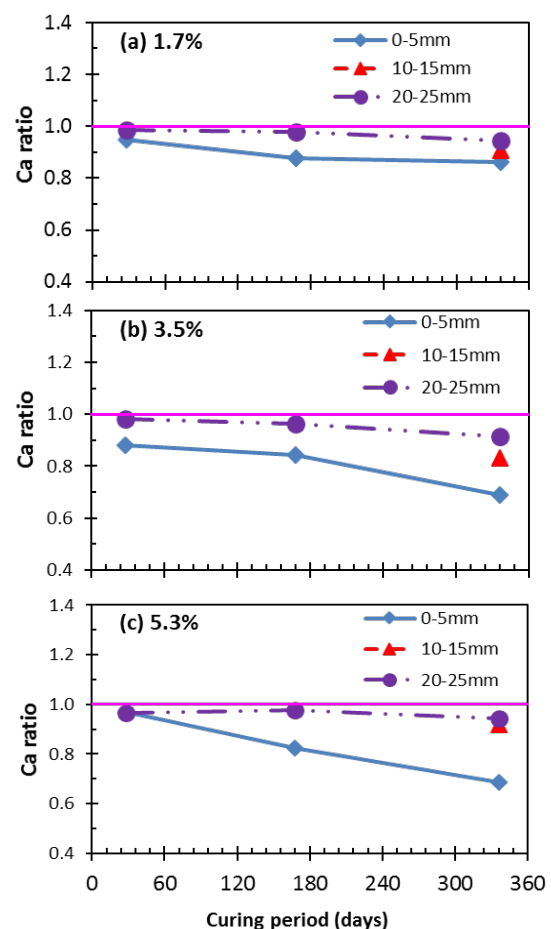 1.4
(a) 1.7%
0-5mm
1.2
10-15mm
20-25mm
1.0
0.8
0.6
0.4
Ca ratio
1.4
(b) 3.5%
0-5mm
1.2
10-15mm
20-25mm
1.0
0.8
0.6
0.4
Ca ratio
1.4
(c) 5.3%
0-5mm
1.2
10-15mm
20-25mm
1.0
0.8
0.6
0.4
Ca ratio
0 60 120 180 240 300 360
Curing period (days)